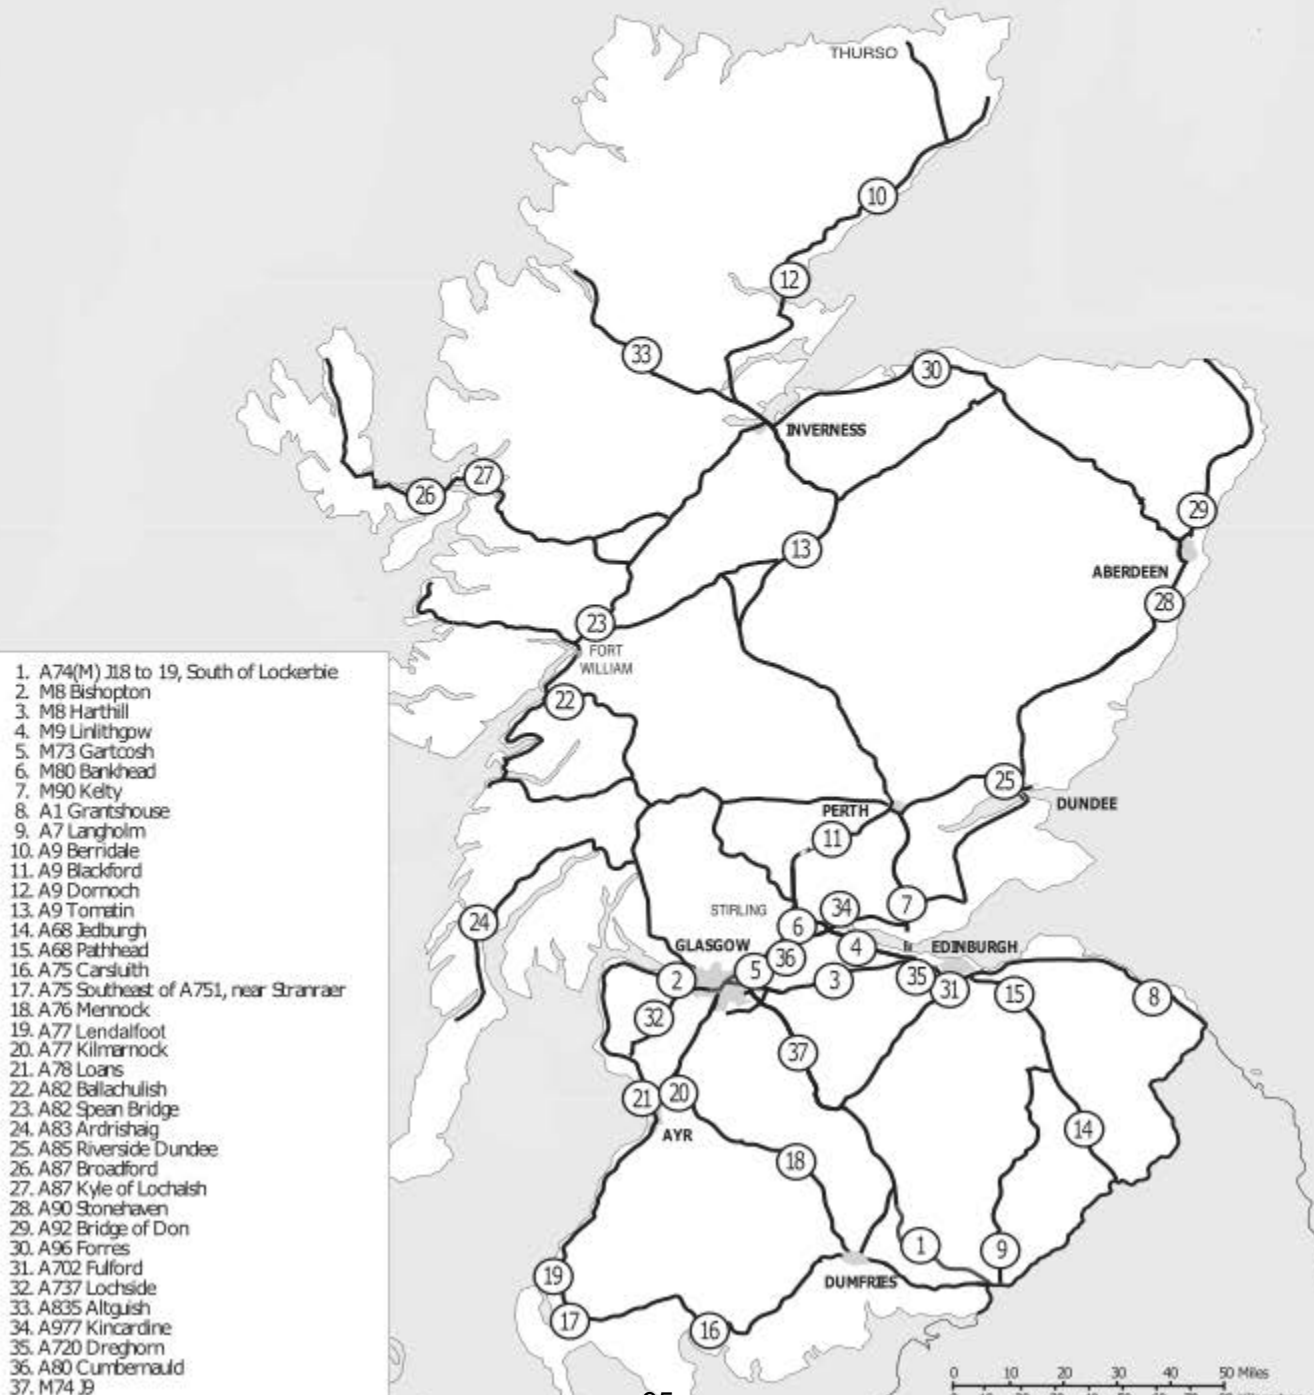 THURSO
10
12
33
30
INVERNESS
27
26
29
13
ABERDEEN
28
23
FORT
WILLIAM
22
25
DUNDEE
PERTH
11
34
7
STIRLING
24
6
4
EDINBURGH
GLASGOW
36
5
2
3
35
31
15
8
32
37
21
20
AYR
14
18
1
9
19
DUMFRIES
17
16
1. A74(M) J18 to 19, South of Lockerbie
2. M8 Bishopton
3. M8 Harthill
4. M9 Linlithgow
5. M73 Gartcosh
6. M80 Bankhead
7. M90 Kelty
8. A1 Grantshouse
9. A7 Langholm
10. A9 Berridale
11. A9 Blackford
12. A9 Dornoch
13. A9 Tomatin
14. A68 Jedburgh
15. A68 Pathhead
16. A75 Carsluith
17. A75 Southeast of A751, near Stranraer
18. A76 Mennock
19. A77 Lendalfoot
20. A77 Kilmarnock
21. A78 Loans
22. A82 Ballachulish
23. A82 Spean Bridge
24. A83 Ardrishaig
25. A85 Riverside Dundee
26. A87 Broadford
27. A87 Kyle of Lochalsh
28. A90 Stonehaven
29. A92 Bridge of Don
30. A96 Forres
31. A702 Fulford
32. A737 Lochside
33. A835 Altguish
34. A977 Kincardine
35. A720 Dreghorn
36. A80 Cumbernauld
37. M74 J9
0 10 20 30 40 50 Miles